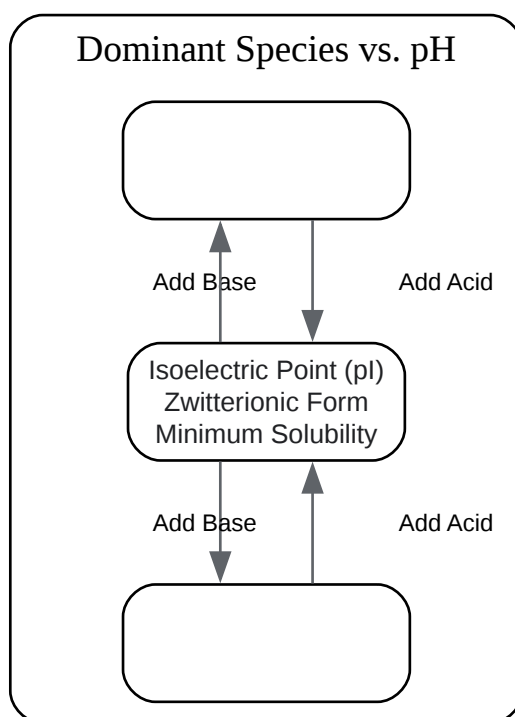 Dominant Species vs. pH
Add Base
Add Acid
Isoelectric Point (pI)
Zwitterionic Form
Minimum Solubility
Add Base
Add Acid